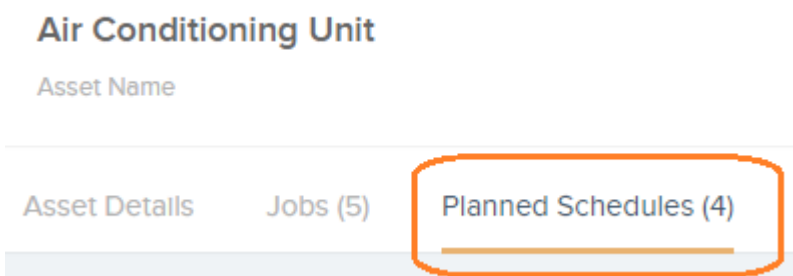 Air Conditioning Unit
Asset Name
Asset Details Jobs (5) Planned Schedules (4)